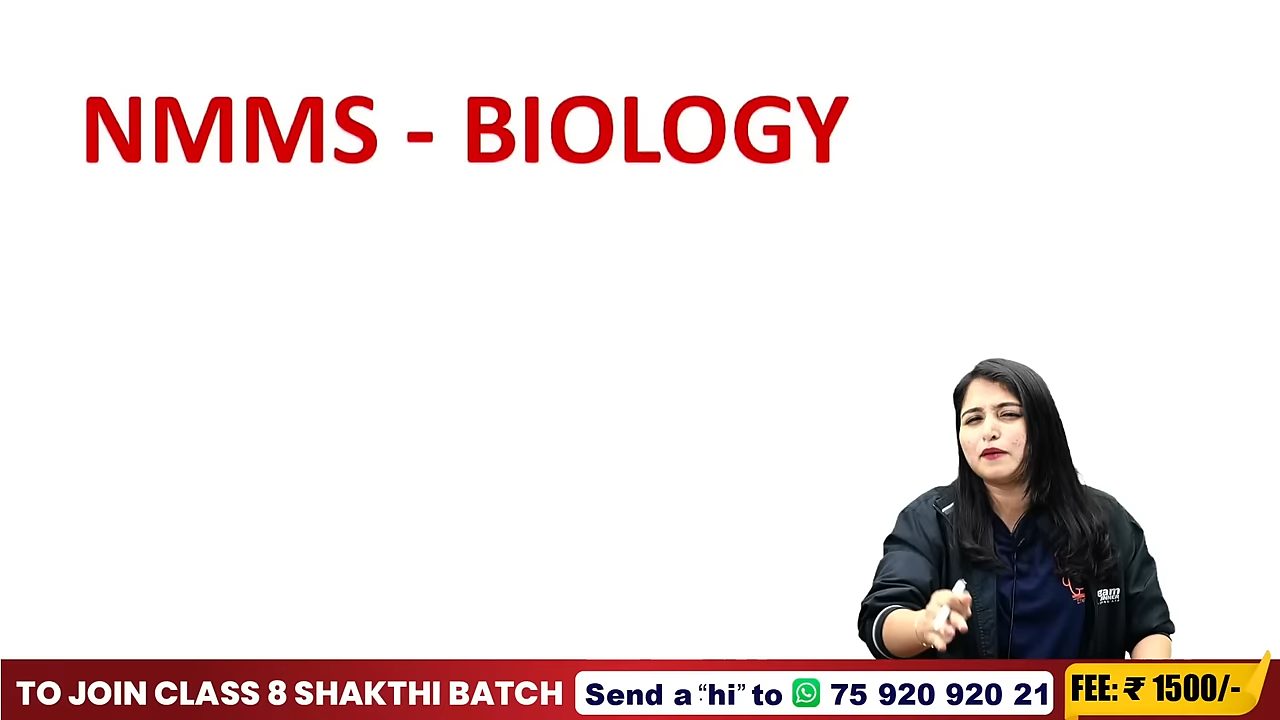 NMMS - BIOLOGY
TO JOIN CLASS 8 SHAKTHI BATCH
Send a “hi” to 75 920 920 21
FEE: ₹ 1500/-